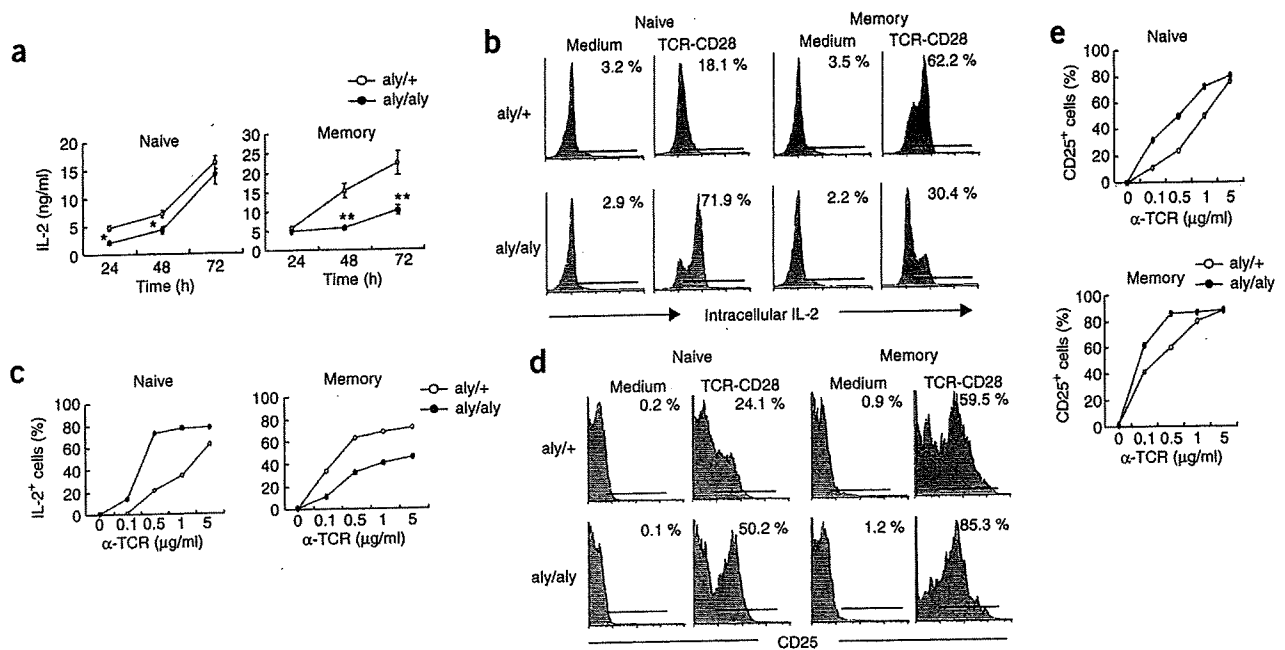 a
aly/+
aly/aly
Naive
Memory
IL-2 (ng/ml)
20
15
10
5
0
24 48 72
Time (h)
30
25
20
15
10
5
0
24 48 72
Time (h)
*
*
**
**
b
Naive Memory
Medium TCR-CD28 Medium TCR-CD28
aly/+
3.2 % 18.1 % 3.5 % 62.2 %
aly/aly
2.9 % 71.9 % 2.2 % 30.4 %
Intracellular IL-2
c
Naive
Memory
aly/+
aly/aly
IL-2+ cells (%)
100
80
60
40
20
0
0 0.1 0.5 1 5
α-TCR (μg/ml)
100
80
60
40
20
0
0 0.1 0.5 1 5
α-TCR (μg/ml)
d
Naive Memory
Medium TCR-CD28 Medium TCR-CD28
aly/+
0.2 % 24.1 % 0.9 % 59.5 %
aly/aly
0.1 % 50.2 % 1.2 % 85.3 %
CD25
e
Naive
CD25+ cells (%)
100
80
60
40
20
0
0 0.1 0.5 1 5
α-TCR (μg/ml)
aly/+
aly/aly
Memory
CD25+ cells (%)
100
80
60
40
20
0
0 0.1 0.5 1 5
α-TCR (μg/ml)